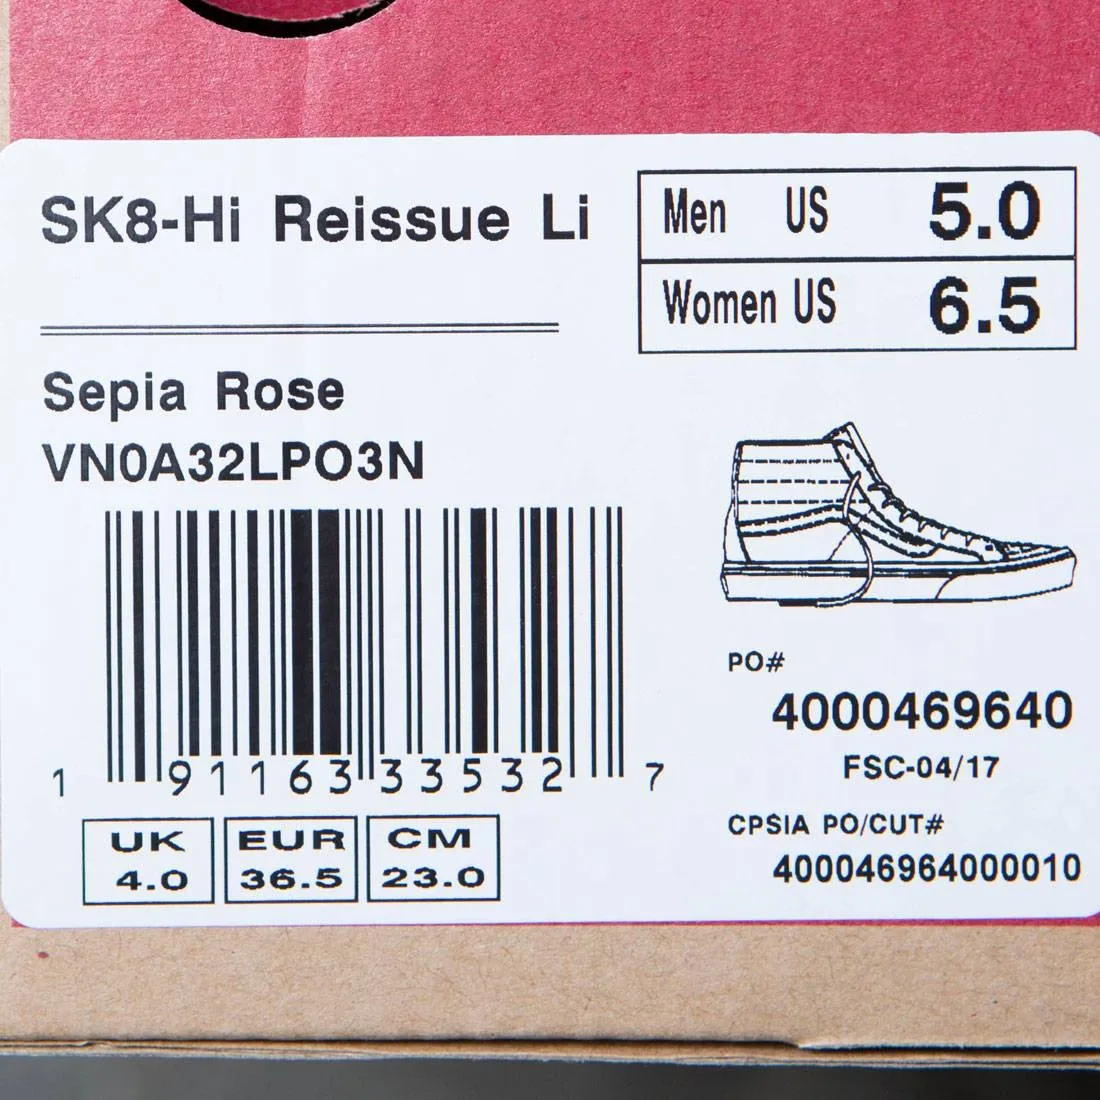 SK8-Hi Reissue Li
Men US 5.0
Women US 6.5
Sepia Rose
VN0A32LPO3N
1 91163 33532 7
UK 4.0
EUR 36.5
CM 23.0
PO#
4000469640
FSC-04/17
CPSIA PO/CUT#
400046964000010